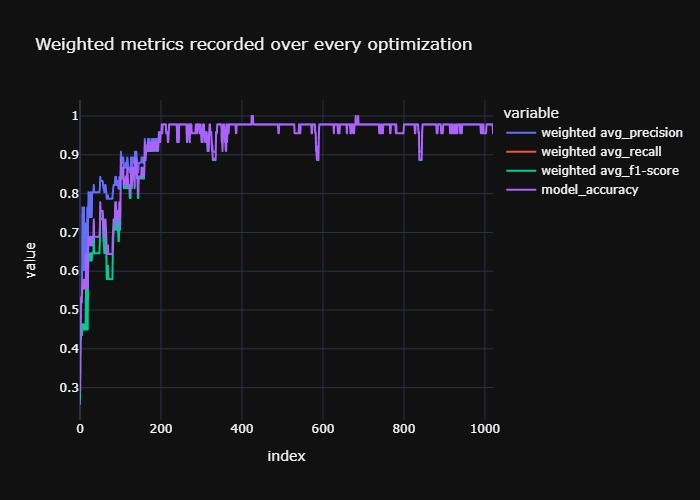 Weighted metrics recorded over every optimization
variable
weighted avg_precision
weighted avg_recall
weighted avg_f1-score
model_accuracy
value
1
0.9
0.8
0.7
0.6
0.5
0.4
0.3
0 200 400 600 800 1000
index